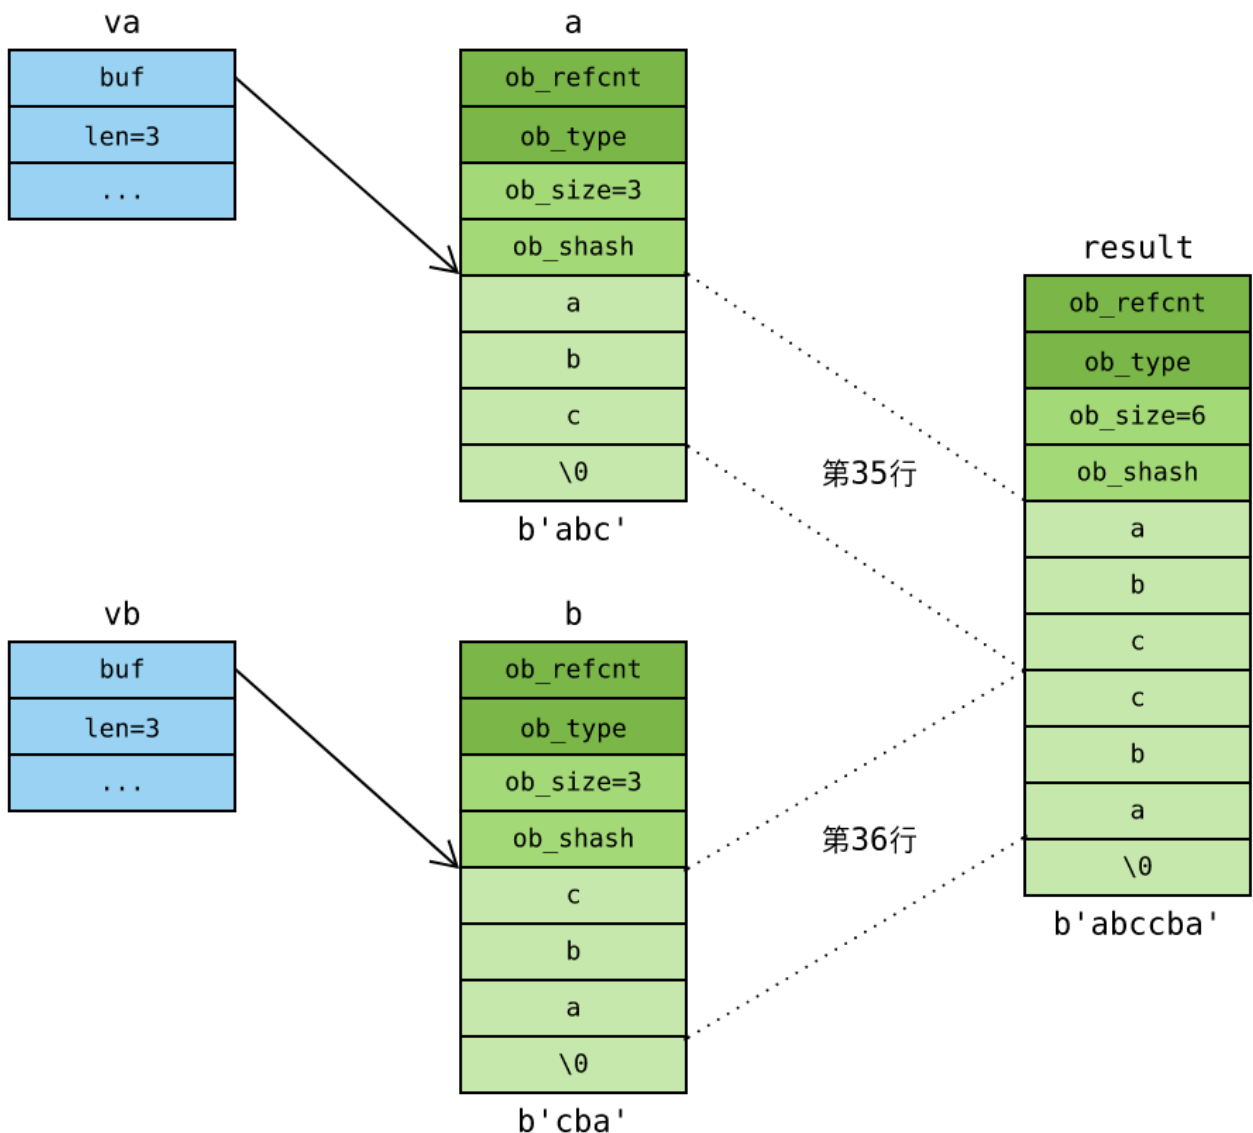 va
buf
len=3
...
a
ob_refcnt
ob_type
ob_size=3
ob_shash
a
b
c
\0
b'abc'
vb
buf
len=3
...
b
ob_refcnt
ob_type
ob_size=3
ob_shash
c
b
a
\0
b'cba'
第35行
第36行
result
ob_refcnt
ob_type
ob_size=6
ob_shash
a
b
c
c
b
a
\0
b'abccba'